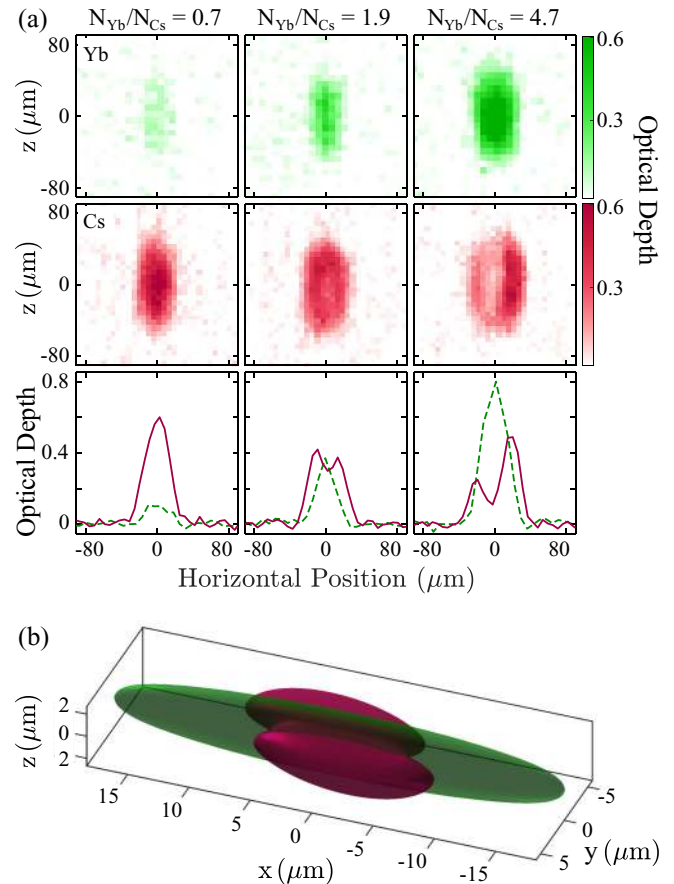 (a) N_Yb/N_Cs = 0.7 N_Yb/N_Cs = 1.9 N_Yb/N_Cs = 4.7
80 0.6
Yb
z (μm) 0 0.3 Optical Depth
-80
80 0.6
Cs
z (μm) 0 0.3 Optical Depth
-80
0.8
Optical Depth 0.4
0
-80 0 80 -80 0 80 -80 0 80
Horizontal Position (μm)
(b)
z (μm) 2 0 2
15 10 5 0 -5 -10 -15
x (μm)
-5 0 5
y (μm)